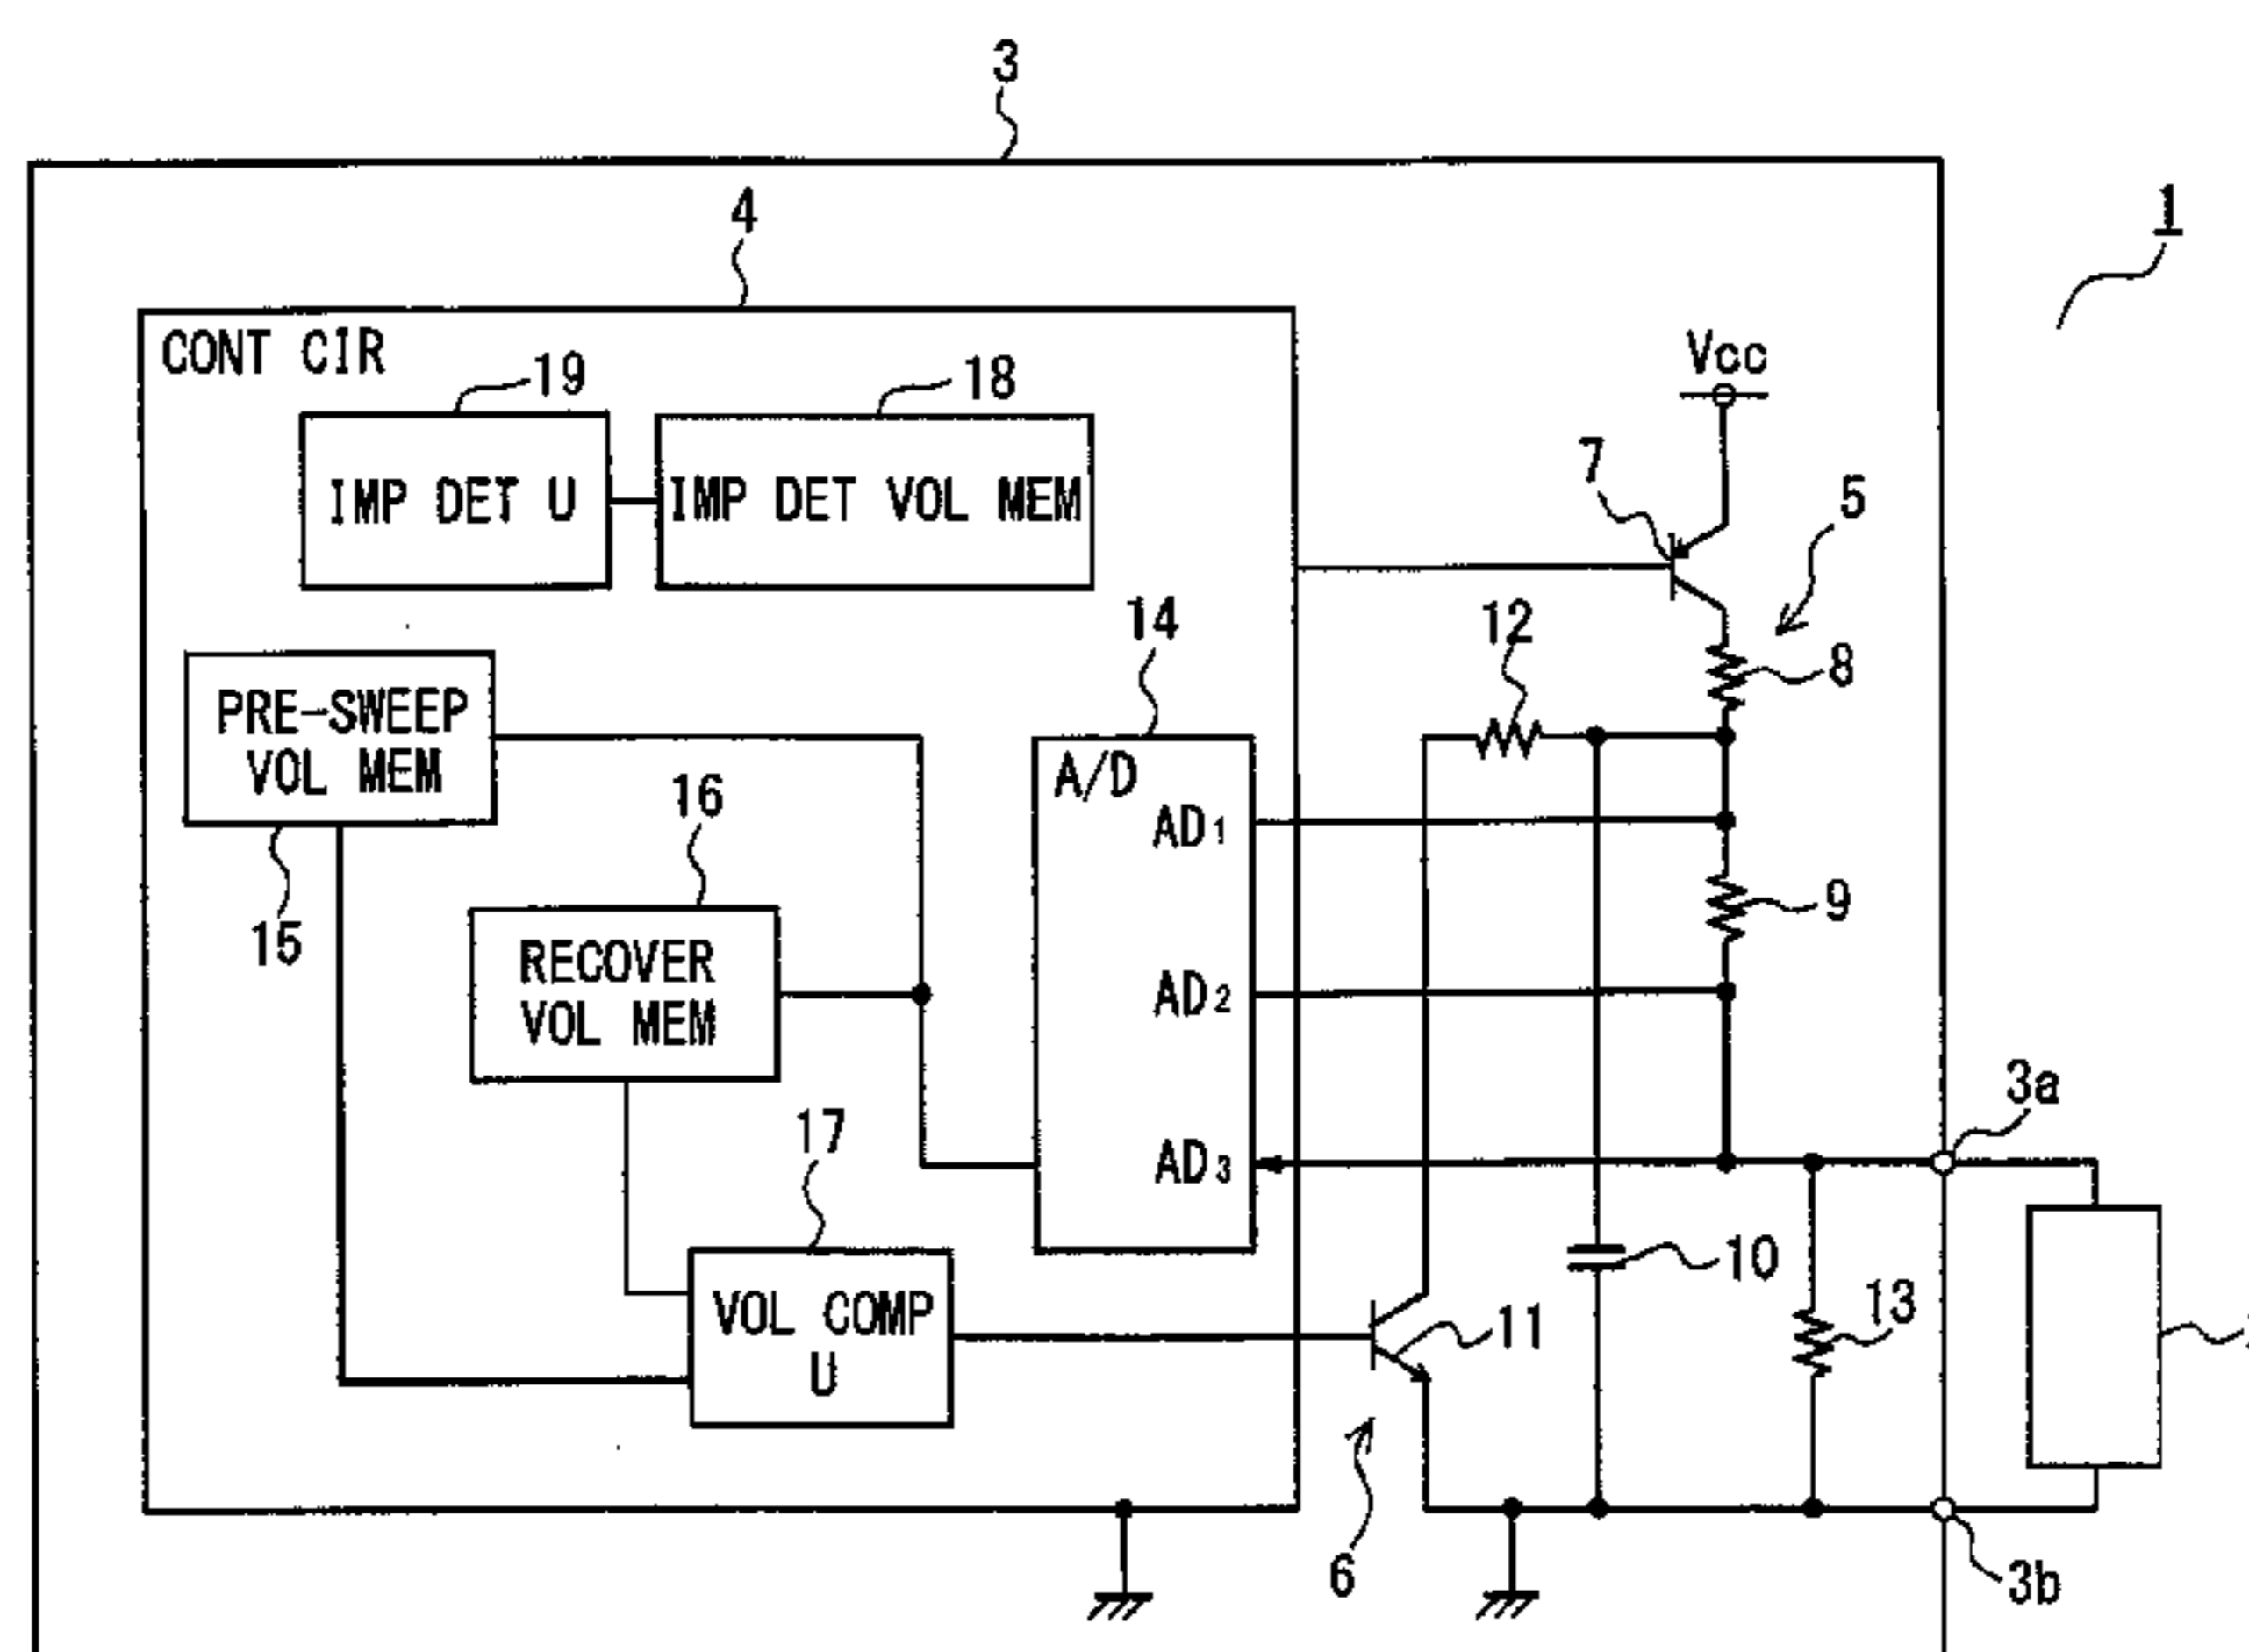 3
4
1
CONT CIR
Vcc
19
18
7
5
IMP DET U
IMP DET VOL MEM
12
14
8
PRE-SWEEP
VOL MEM
A/D
16
AD1
15
9
RECOVER
VOL MEM
AD2
3a
17
AD3
10
13
VOL COMP
U
11
6
3b